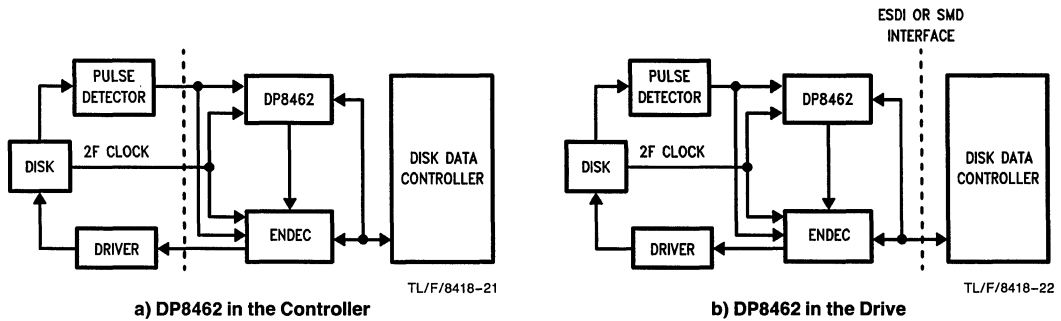 PULSE
DETECTOR
DP8462
DISK
2F CLOCK
DISK DATA
CONTROLLER
DRIVER
ENDEC
TL/F/8418-21
a) DP8462 in the Controller
ESDI OR SMD
INTERFACE
PULSE
DETECTOR
DP8462
DISK
2F CLOCK
DISK DATA
CONTROLLER
DRIVER
ENDEC
TL/F/8418-22
b) DP8462 in the Drive